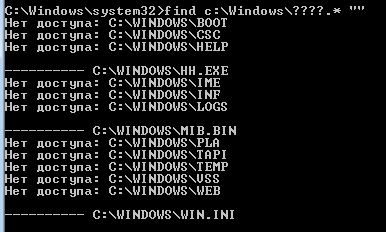 C:\Windows\system32>find c:\Windows\????.* ""
Нет доступа: C:\WINDOWS\BOOT
Нет доступа: C:\WINDOWS\CSC
Нет доступа: C:\WINDOWS\HELP
---------- C:\WINDOWS\HH.EXE
Нет доступа: C:\WINDOWS\IME
Нет доступа: C:\WINDOWS\INF
Нет доступа: C:\WINDOWS\LOGS
---------- C:\WINDOWS\MIB.BIN
Нет доступа: C:\WINDOWS\PLA
Нет доступа: C:\WINDOWS\TAPI
Нет доступа: C:\WINDOWS\TEMP
Нет доступа: C:\WINDOWS\VSS
Нет доступа: C:\WINDOWS\WEB
---------- C:\WINDOWS\WIN.INI